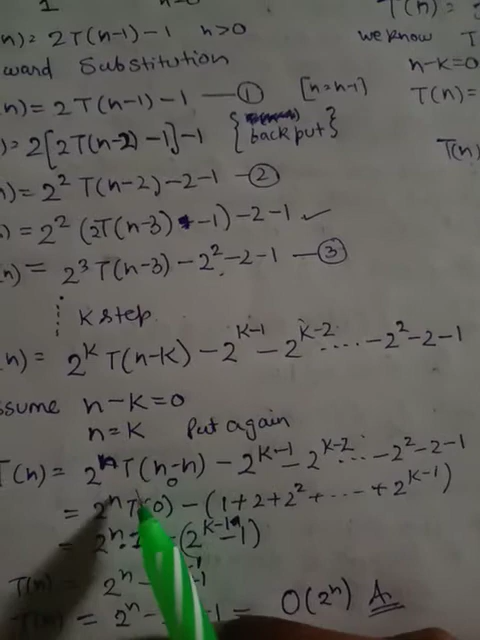 1
T(n) =
n) = 2T(n-1) - 1 n>0
we know T
ward Substitution
n-k=0
n) = 2T(n-1) - 1 — ① [n=n-1]
T(n) =
) = 2[2T(n-2) - 1] - 1 {back put}
T(n)
n) = 2² T(n-2) - 2 - 1 — ②
) = 2² (2T(n-3) - 1) - 2 - 1 ✓
n) = 2³ T(n-3) - 2² - 2 - 1 — ③
k step
n) = 2^k T(n-k) - 2^{k-1} - 2^{k-2} .... - 2² - 2 - 1
ssume n-k=0
n=k Put again
T(n) = 2^n T(n-n) - 2^{k-1} - 2^{k-2} ... - 2² - 2 - 1
= 2^n T(0) - (1+2+2²+ ... + 2^{k-1})
= 2^n
T(n) = 2^n -
= 2^n - -1 = O(2^n) A